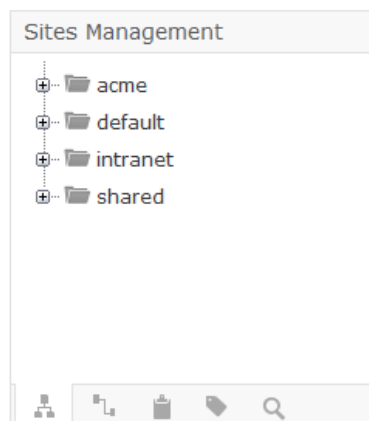 Sites Management
acme
default
intranet
shared